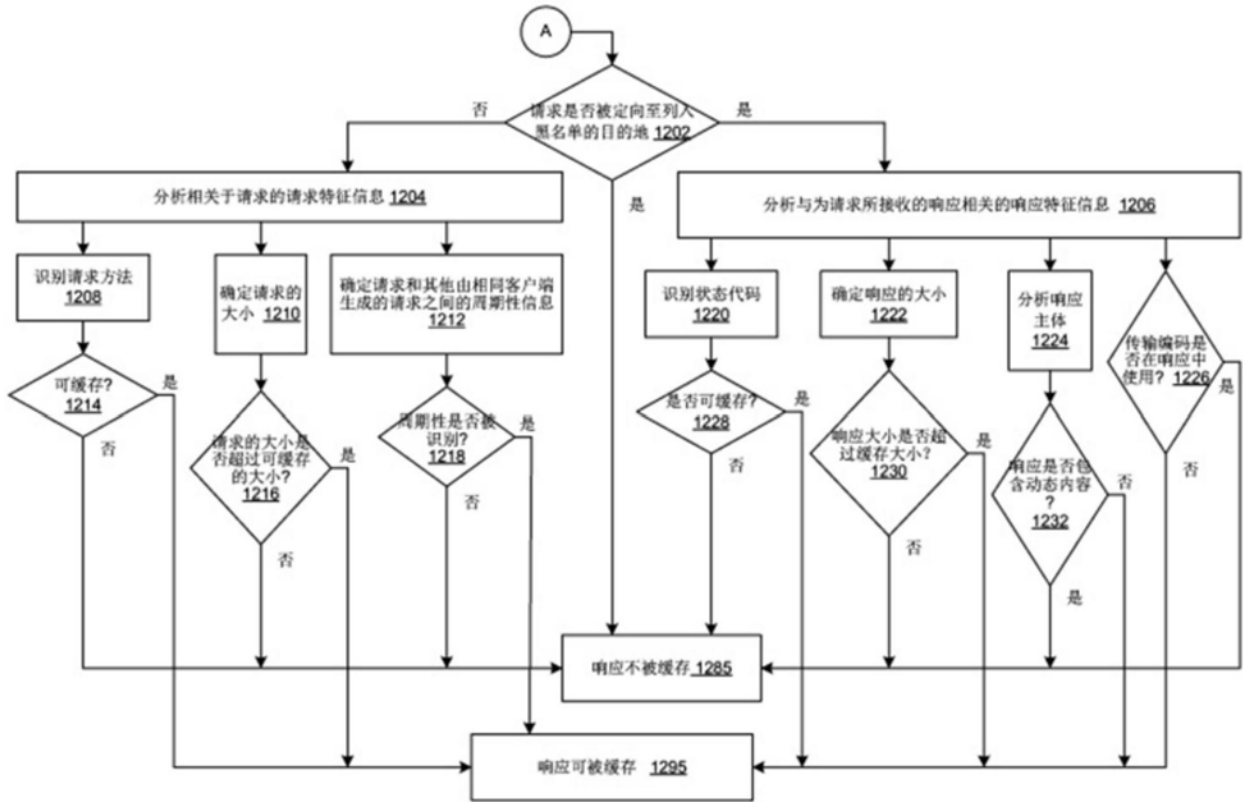 A
请求是否被定向至列入
黑名单的目的地 1202
否
是
是
分析相关于请求的请求特征信息 1204
分析与为请求所接收的响应相关的响应特征信息 1206
识别请求方法
1208
确定请求的
大小 1210
确定请求和其他由相同客户端
生成的请求之间的周期性信息
1212
识别状态代码
1220
确定响应的大小
1222
分析响应
主体
1224
传输编码是
否在响应中
使用? 1226
是
否
可缓存?
1214
是
否
请求的大小是
否超过可缓存
的大小?
1216
是
否
周期性是否被
识别?
1218
是
否
是否可缓存?
1228
是
否
响应大小是否超
过缓存大小?
1230
是
否
响应是否包
含动态内容
?
1232
否
是
响应不被缓存 1285
响应可被缓存 1295